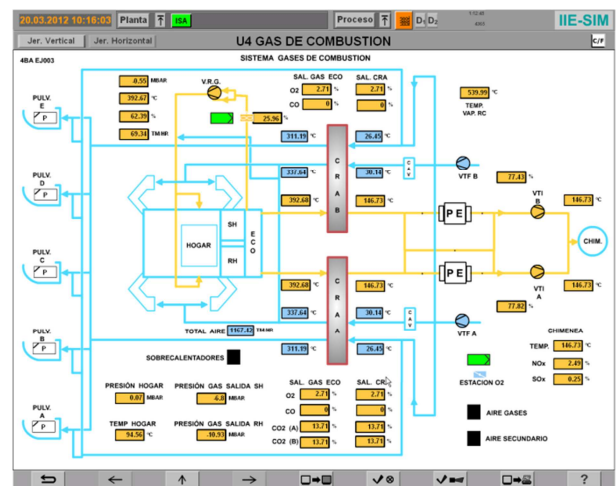 20.03.2012 10:16:03 Planta ISA Proceso D1 D2 IIE-SIM
Jer. Vertical Jer. Horizontal U4 GAS DE COMBUSTION C/F
4BA EJ003 SISTEMA GASES DE COMBUSTION
SAL. GAS ECO SAL. CRA
-0.55 MBAR V.R.G. O2 2.71 % 2.71 % 539.99 °C
392.67 °C CO 0 % 0 % TEMP.
VAP. RC
PULV.
E
P
62.39 %
69.34 TM/HR 25.96 %
311.19 °C 26.45 °C
337.64 °C 30.14 °C C A V VTF B
PULV.
D
P
C R A B
392.68 °C 146.73 °C 77.43 % VTI
B 146.73 °C
SH E C O P E
HOGAR CHIM.
RH
PULV.
C
P
P E
392.68 °C 146.73 °C VTI
A 146.73 °C
C R A A
337.64 °C 30.14 °C C A V 77.82 %
TOTAL AIRE 1167.42 TM/HR VTF A CHIMENEA
PULV.
B
P
311.19 °C 26.45 °C TEMP. 146.73 °C
SOBRECALENTADORES NOx 2.49 %
ESTACION O2 SOx 0.25 %
PRESIÓN HOGAR PRESIÓN GAS SALIDA SH SAL. GAS ECO SAL. CRA
0.07 MBAR -6.8 MBAR O2 2.71 % 2.71 %
PULV.
A
P
CO 0 % 0 % AIRE GASES
TEMP HOGAR PRESIÓN GAS SALIDA RH CO2 (A) 13.71 % 13.71 %
94.56 °C -10.93 MBAR CO2 (B) 13.71 % 13.71 % AIRE SECUNDARIO
?